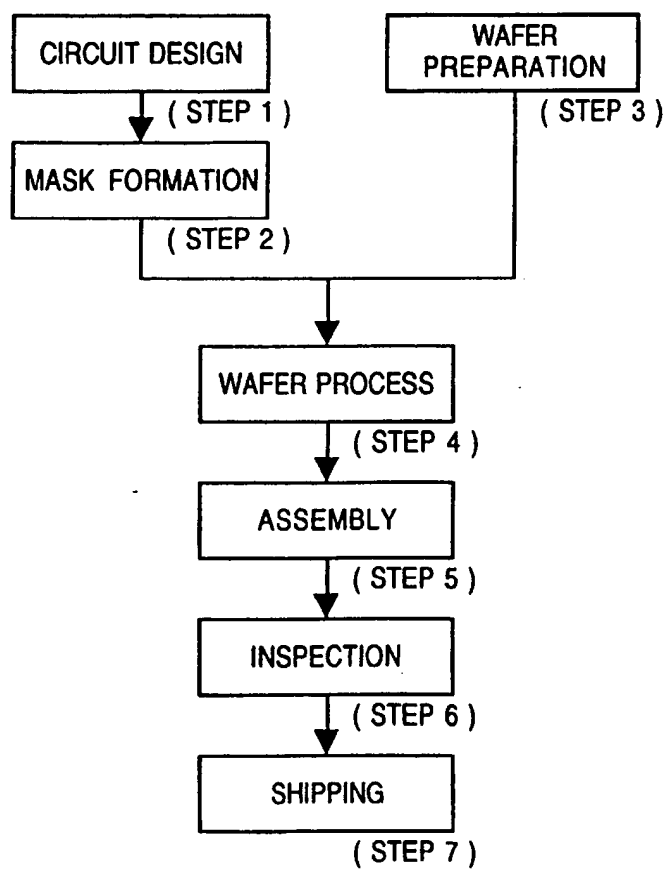 CIRCUIT DESIGN
( STEP 1 )
MASK FORMATION
( STEP 2 )
WAFER
PREPARATION
( STEP 3 )
WAFER PROCESS
( STEP 4 )
ASSEMBLY
( STEP 5 )
INSPECTION
( STEP 6 )
SHIPPING
( STEP 7 )